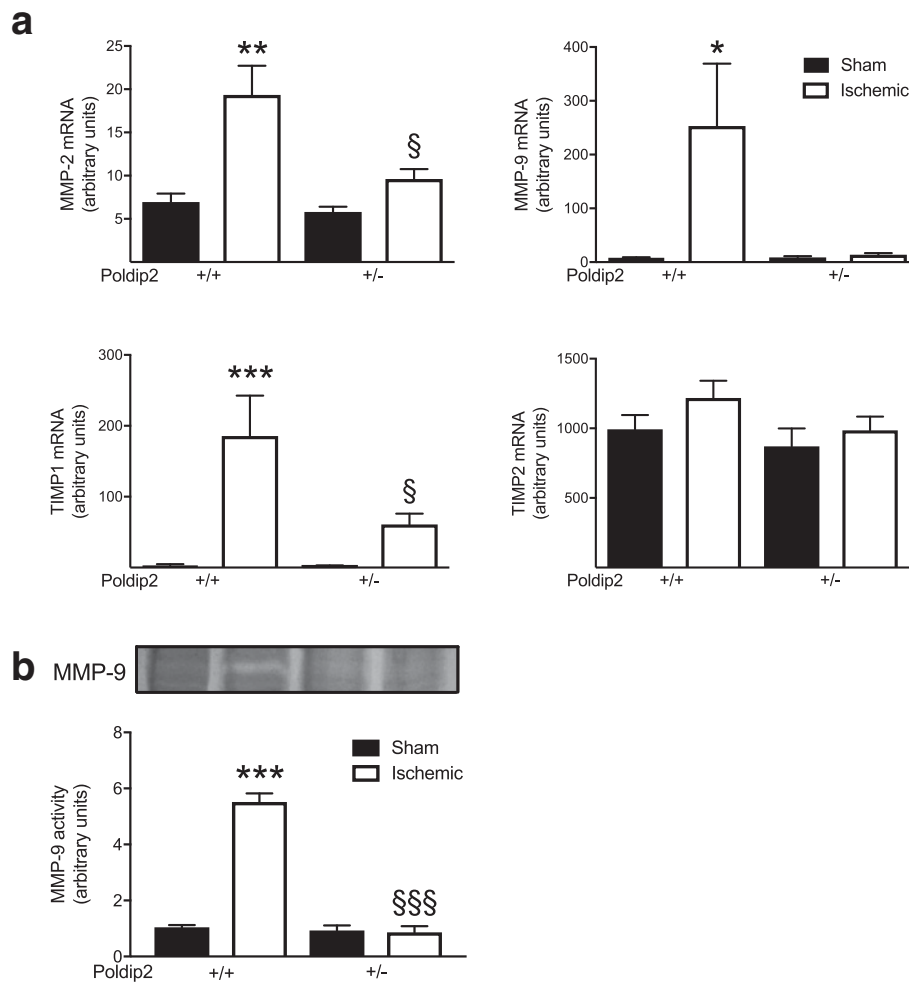 a
MMP-2 mRNA
(arbitrary units)
25
20
15
10
5
**
§
Poldip2 +/+ +/-
MMP-9 mRNA
(arbitrary units)
400
300
200
100
0
*
Sham
Ischemic
Poldip2 +/+ +/-
TIMP1 mRNA
(arbitrary units)
300
200
100
***
§
Poldip2 +/+ +/-
TIMP2 mRNA
(arbitrary units)
1500
1000
500
Poldip2 +/+ +/-
b MMP-9
MMP-9 activity
(arbitrary units)
8
6
4
2
0
***
§§§
Sham
Ischemic
Poldip2 +/+ +/-